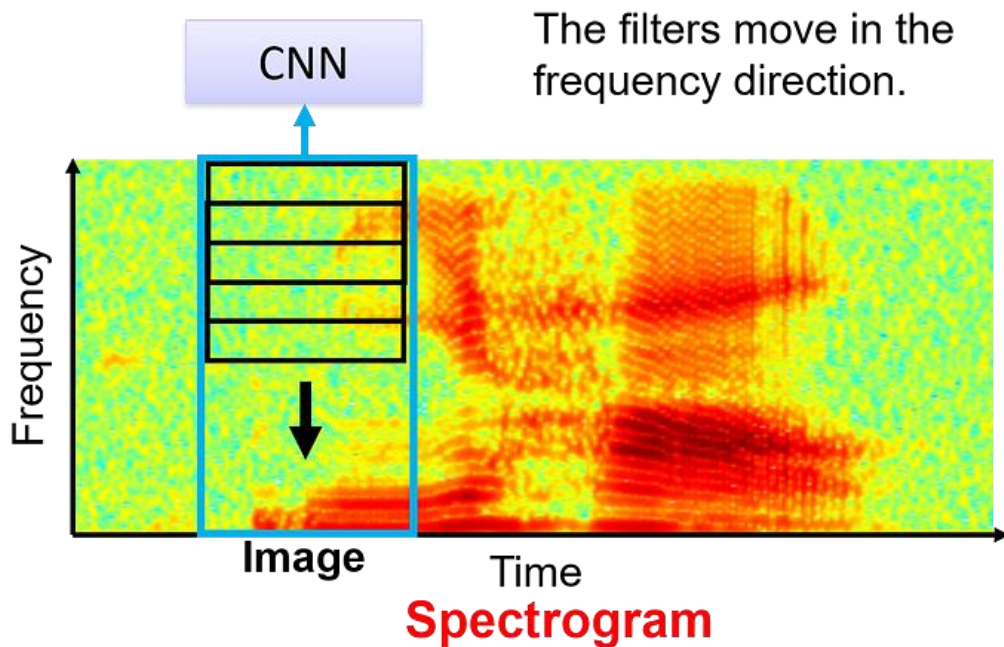 CNN
The filters move in the
frequency direction.
Frequency
Image
Time
Spectrogram